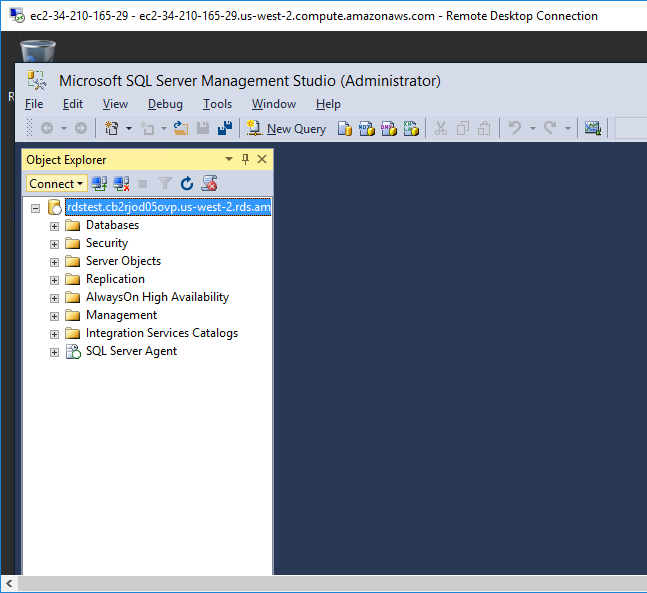 ec2-34-210-165-29 - ec2-34-210-165-29.us-west-2.compute.amazonaws.com - Remote Desktop Connection
R
Microsoft SQL Server Management Studio (Administrator)
File Edit View Debug Tools Window Help
New Query
Object Explorer
Connect
rdstest.cb2rjod05ovp.us-west-2.rds.am
Databases
Security
Server Objects
Replication
AlwaysOn High Availability
Management
Integration Services Catalogs
SQL Server Agent